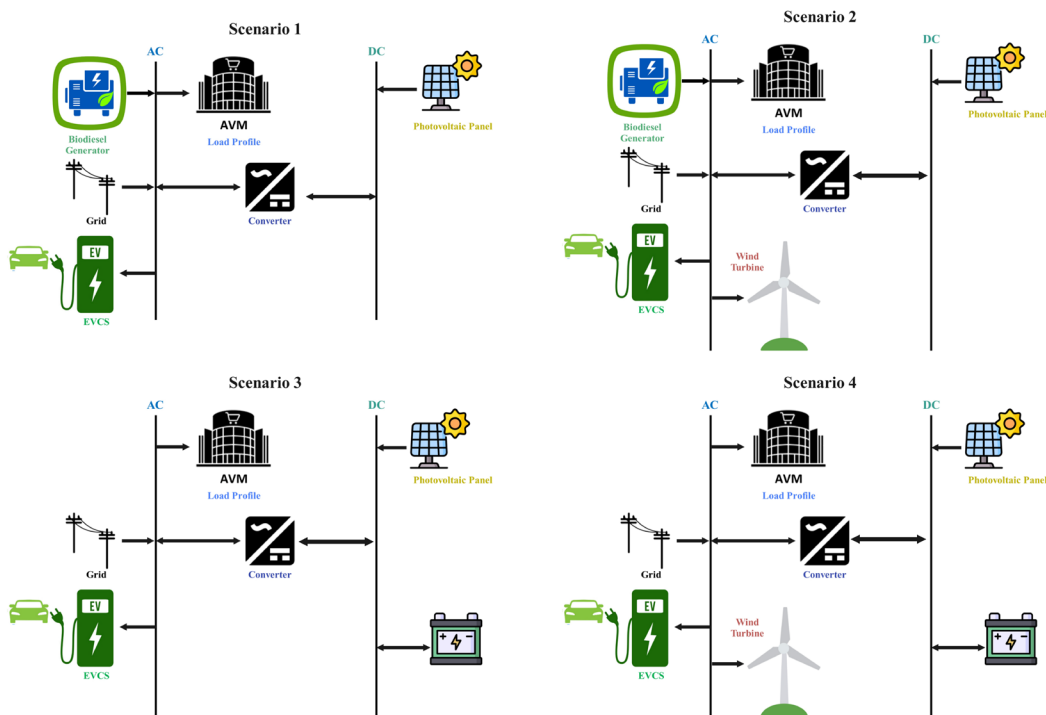 Scenario 1
AC
DC
Biodiesel
Generator
AVM
Load Profile
Photovoltaic Panel
Grid
Converter
EV
EVCS
Scenario 2
AC
DC
Biodiesel
Generator
AVM
Load Profile
Photovoltaic Panel
Grid
Converter
EV
EVCS
Wind
Turbine
Scenario 3
AC
DC
AVM
Load Profile
Photovoltaic Panel
Grid
Converter
EV
EVCS
Scenario 4
AC
DC
AVM
Load Profile
Photovoltaic Panel
Grid
Converter
EV
EVCS
Wind
Turbine